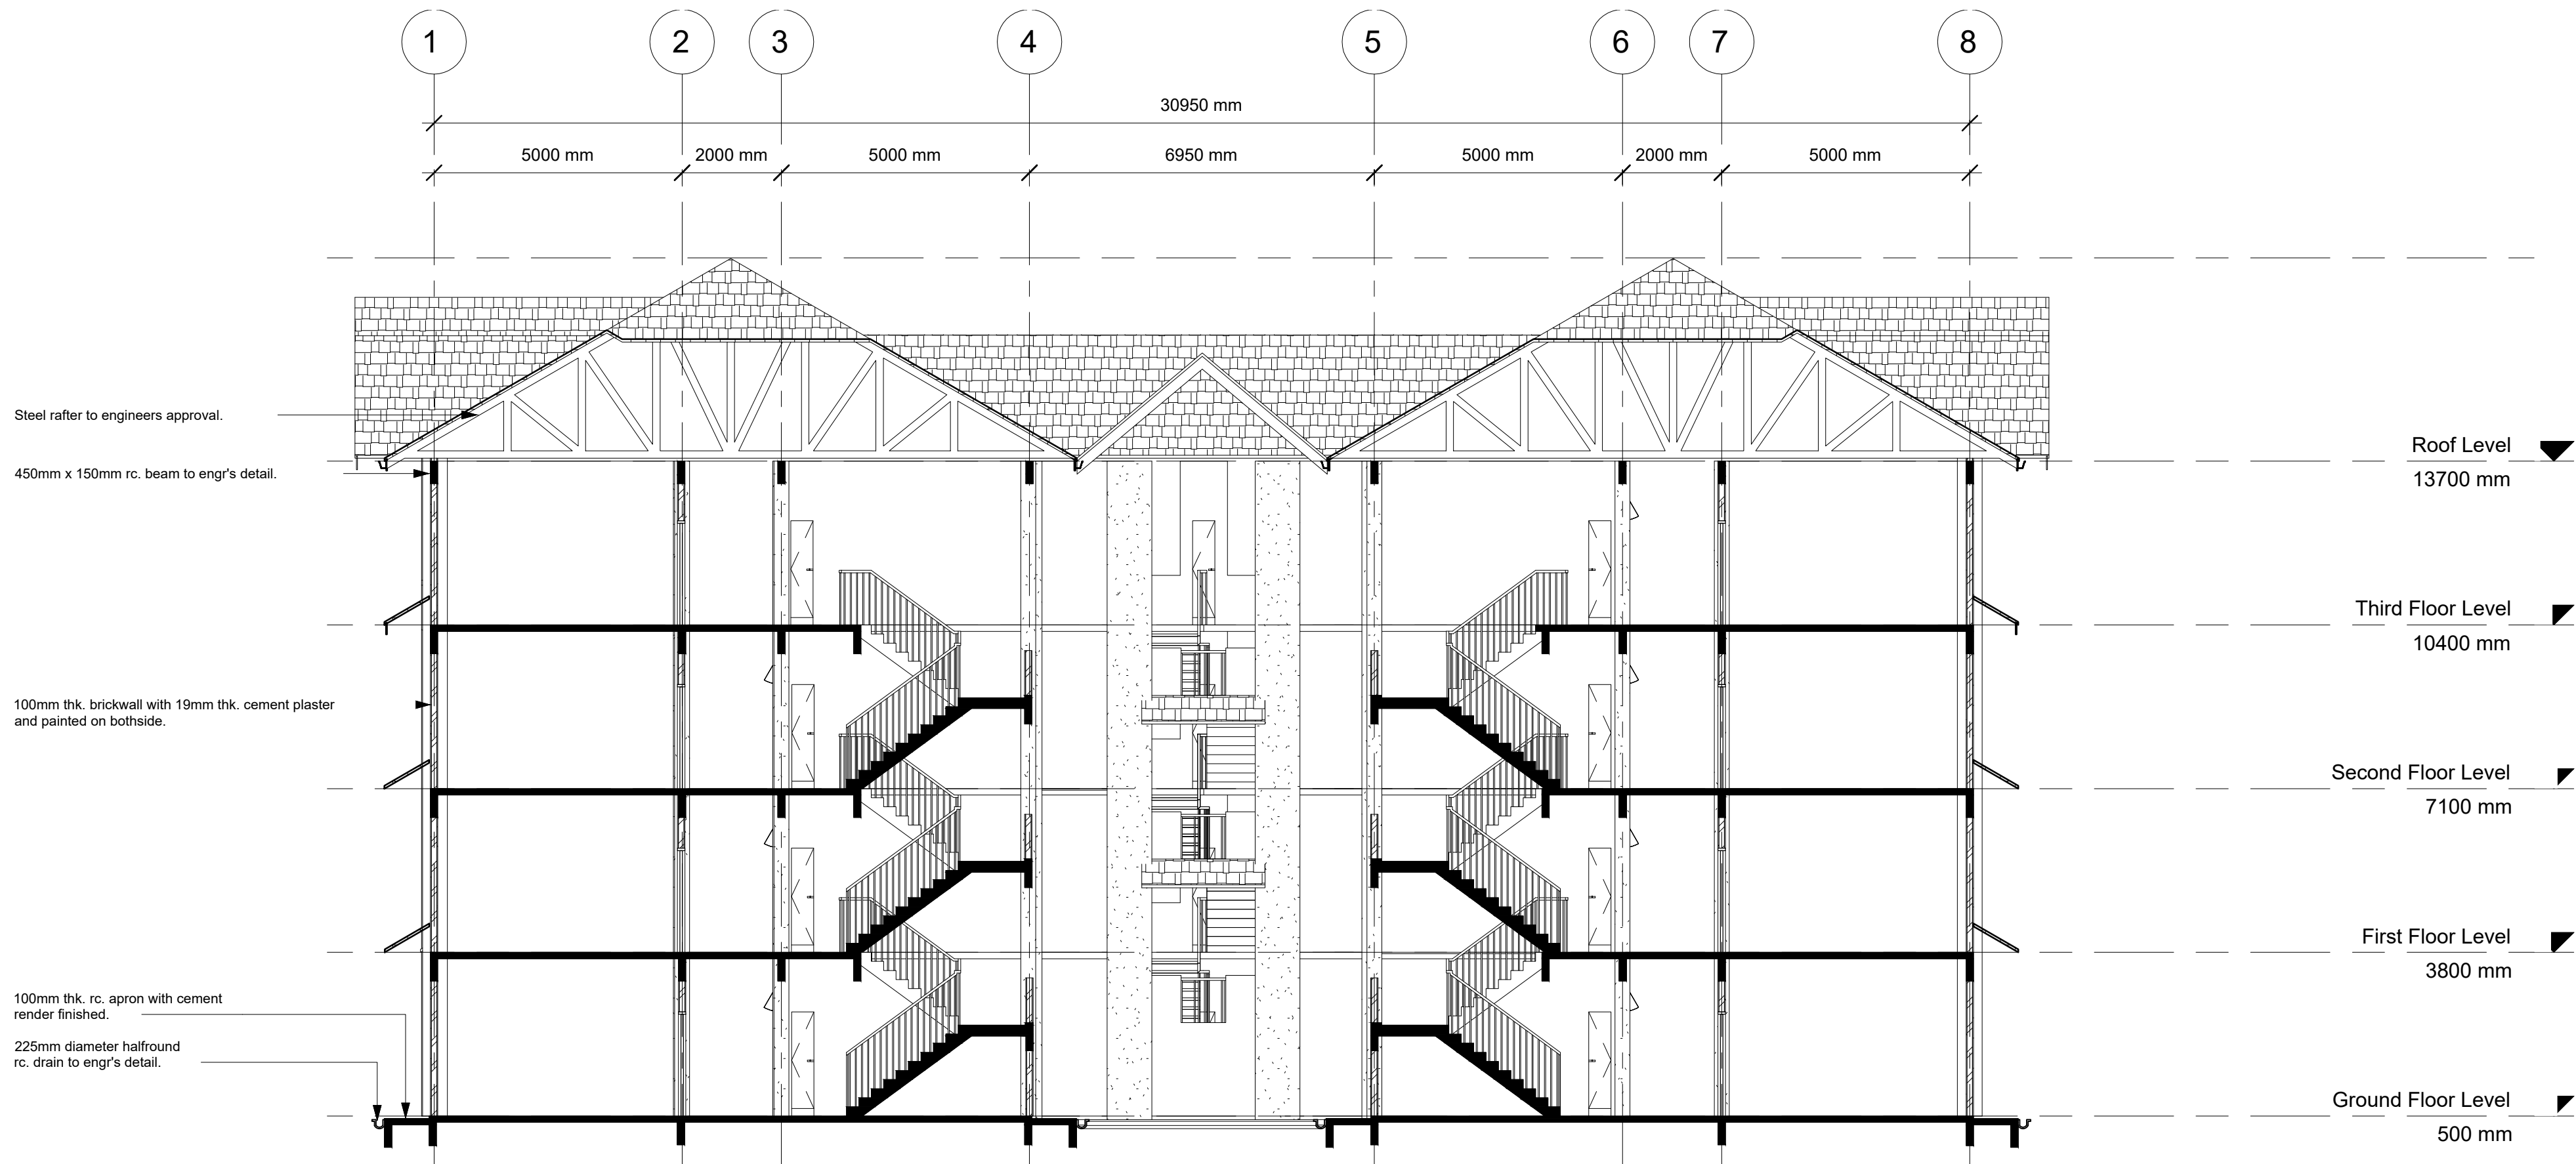 1 2 3 4 5 6 7 8
30950 mm
5000 mm 2000 mm 5000 mm 6950 mm 5000 mm 2000 mm 5000 mm
Steel rafter to engineers approval.
Roof Level
450mm x 150mm rc. beam to engr's detail.
13700 mm
Third Floor Level
10400 mm
100mm thk. brickwall with 19mm thk. cement plaster
and painted on bothside.
Second Floor Level
7100 mm
First Floor Level
3800 mm
100mm thk. rc. apron with cement
render finished.
225mm diameter halfround
rc. drain to engr's detail.
Ground Floor Level
500 mm